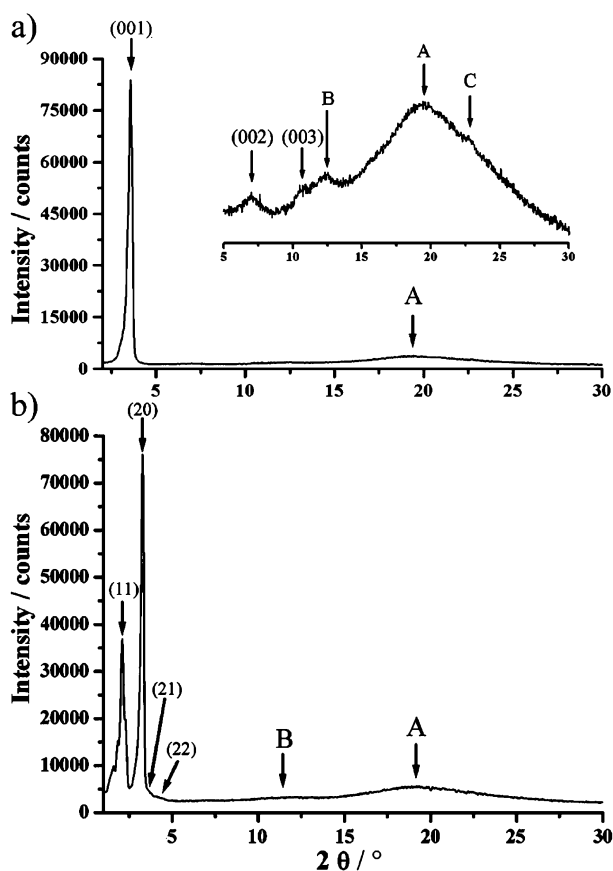 a)
(001)
90000
75000
60000
45000
30000
15000
0
Intensity / counts
A
C
B
(002)
(003)
5 10 15 20 25 30
A
5 10 15 20 25 30
b)
(20)
80000
70000
60000
50000
40000
30000
20000
10000
0
Intensity / counts
(11)
(21)
(22)
B
A
5 10 15 20 25 30
2 θ / °